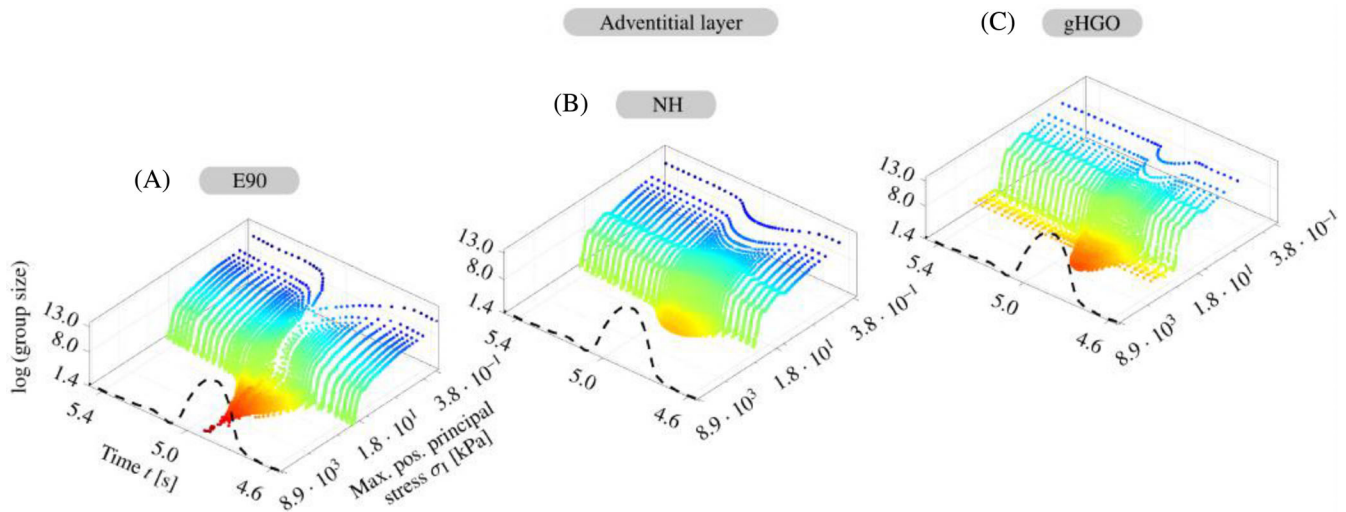 Adventitial layer
(A)
E90
13.0
8.0
1.4
log (group size)
5.4
5.0
4.6
Time t [s]
8.9 · 10³
1.8 · 10¹
3.8 · 10⁻¹
Max. pos. principal
stress σ₁ [kPa]
(B)
NH
13.0
8.0
1.4
5.4
5.0
4.6
8.9 · 10³
1.8 · 10¹
3.8 · 10⁻¹
(C)
gHGO
13.0
8.0
1.4
5.4
5.0
4.6
8.9 · 10³
1.8 · 10¹
3.8 · 10⁻¹